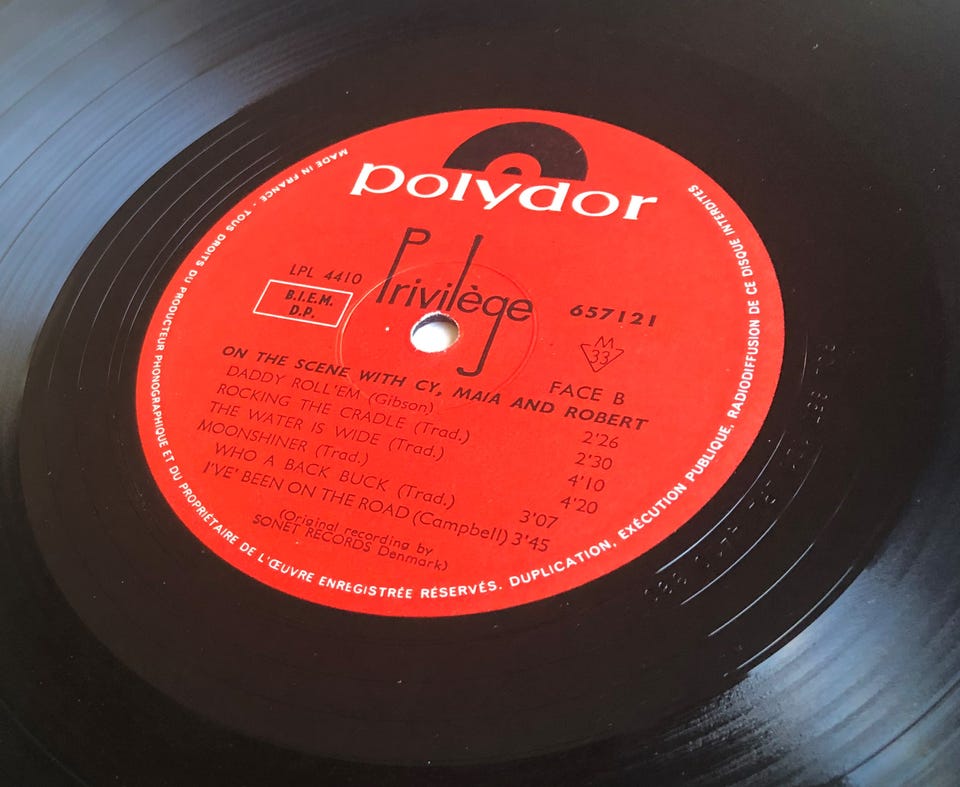 polydor
Privilège
LPL 4410
B.I.E.M.
D.P.
657121
M
33
FACE B
ON THE SCENE WITH CY, MAIA AND ROBERT
DADDY ROLL'EM (Gibson) 2'26
ROCKING THE CRADLE (Trad.) 2'30
THE WATER IS WIDE (Trad.) 4'10
MOONSHINER (Trad.) 4'20
WHO A BACK BUCK (Trad.) 3'07
I'VE' BEEN ON THE ROAD (Campbell) 3'45
(Original recording by
SONET RECORDS Denmark)
MADE IN FRANCE • TOUS DROITS DU PRODUCTEUR PHONOGRAPHIQUE ET DU PROPRIÉTAIRE DE L'ŒUVRE ENREGISTRÉE RÉSERVÉS. DUPLICATION, EXÉCUTION PUBLIQUE, RADIODIFFUSION DE CE DISQUE INTERDITES